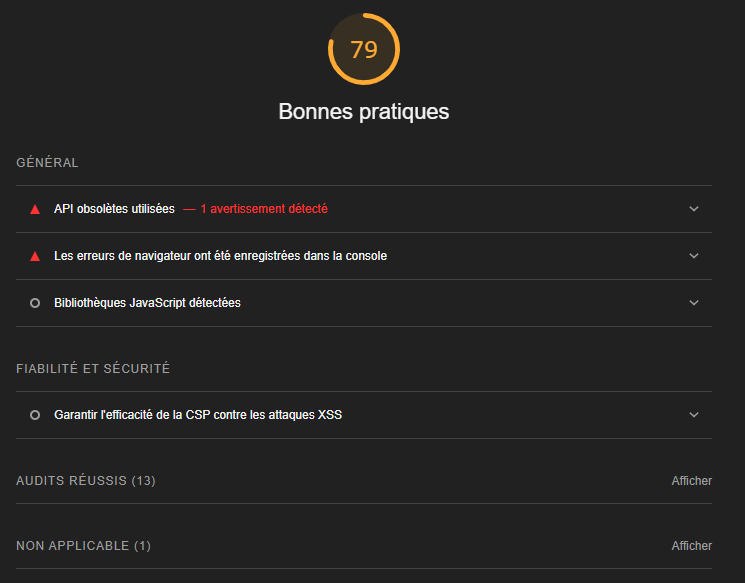 79
Bonnes pratiques
GÉNÉRAL
API obsolètes utilisées — 1 avertissement détecté
Les erreurs de navigateur ont été enregistrées dans la console
Bibliothèques JavaScript détectées
FIABILITÉ ET SÉCURITÉ
Garantir l'efficacité de la CSP contre les attaques XSS
AUDITS RÉUSSIS (13) Afficher
NON APPLICABLE (1) Afficher